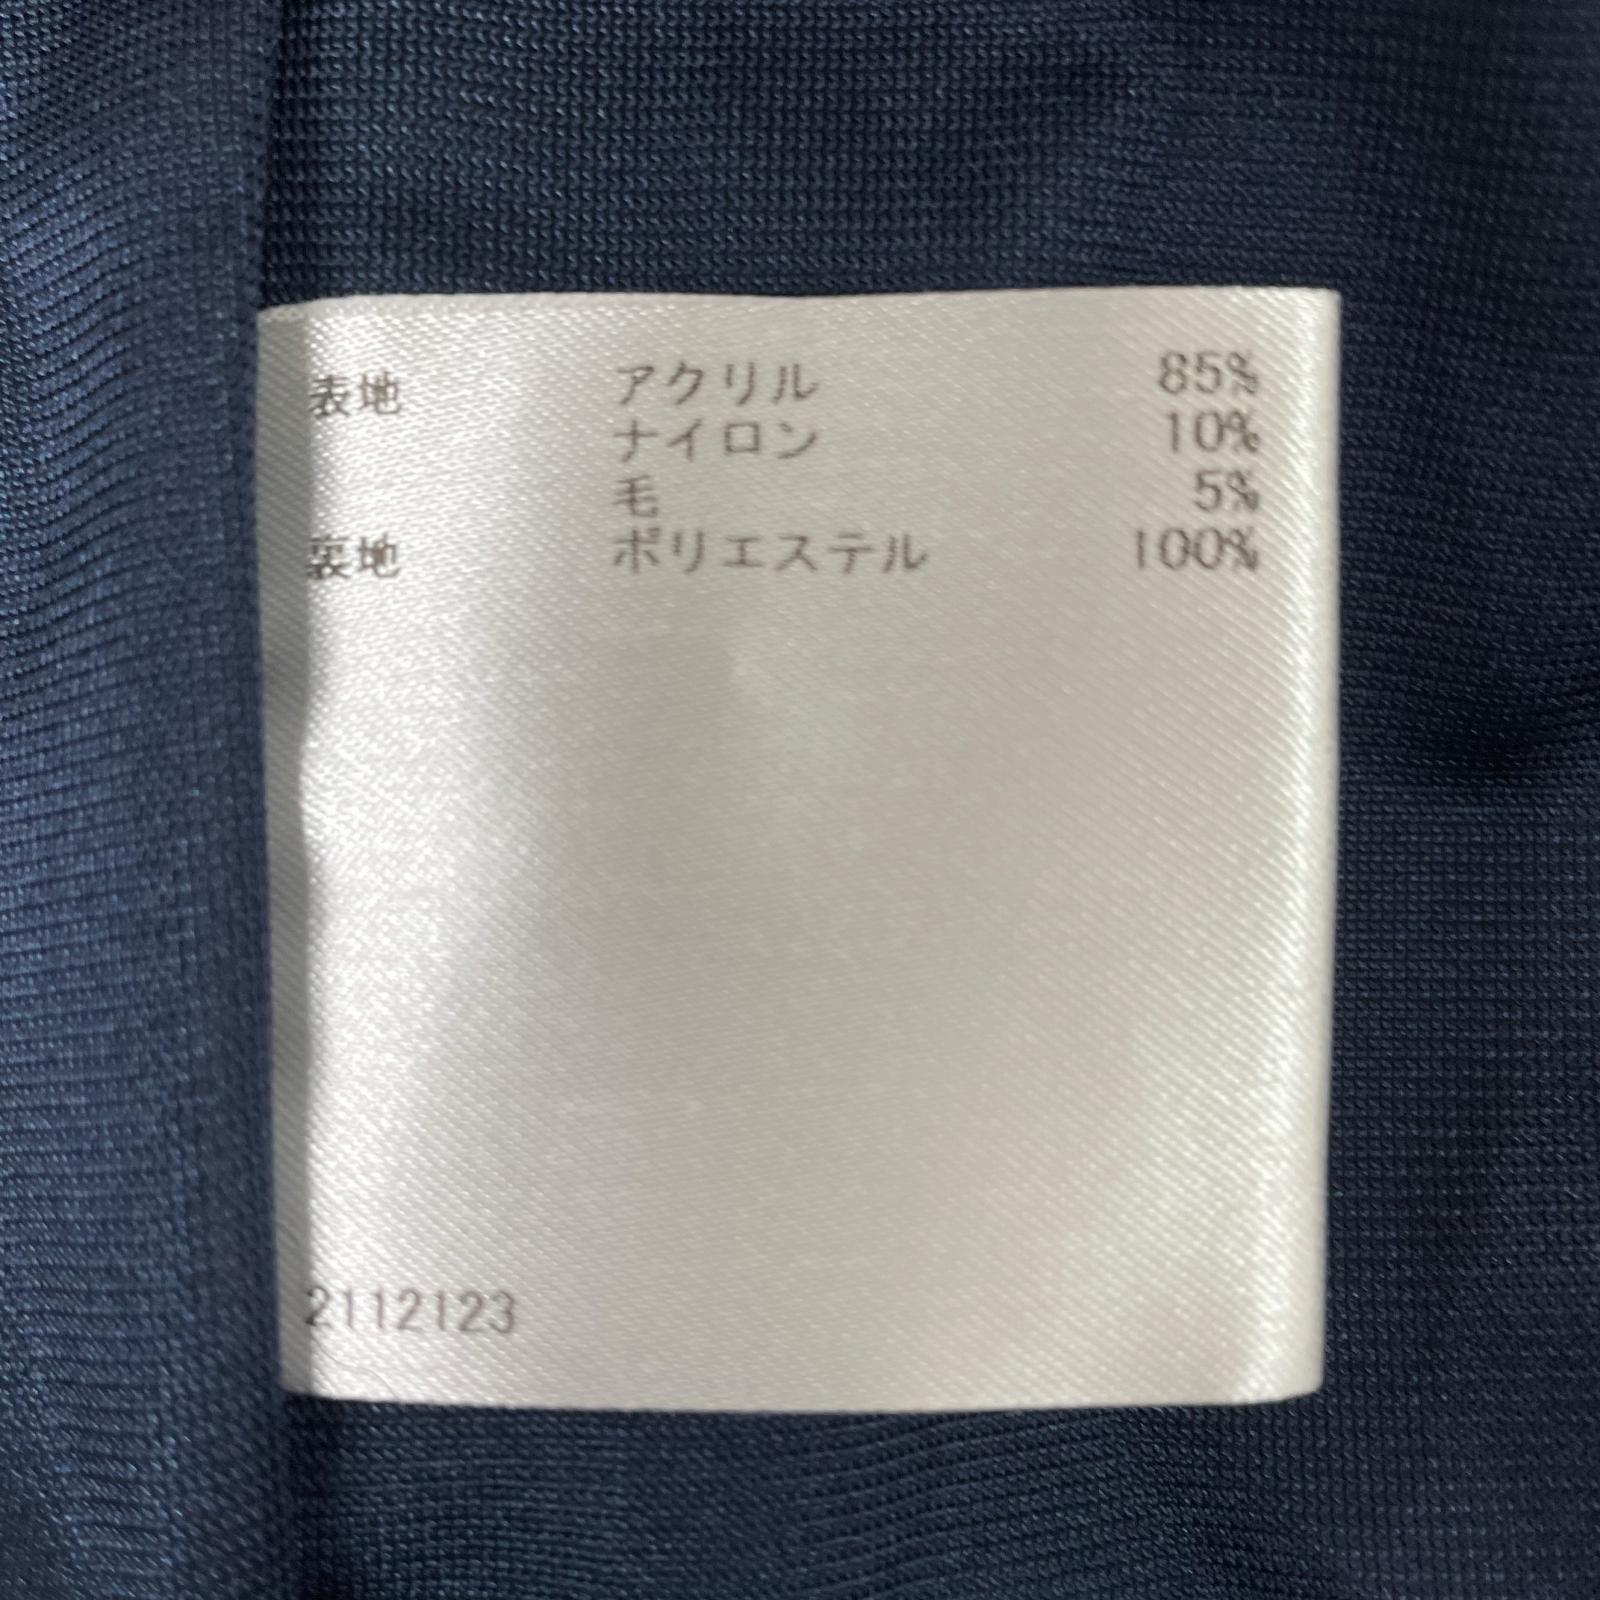 表地 アクリル 85%
ナイロン 10%
毛 5%
裏地 ポリエステル 100%
2112123